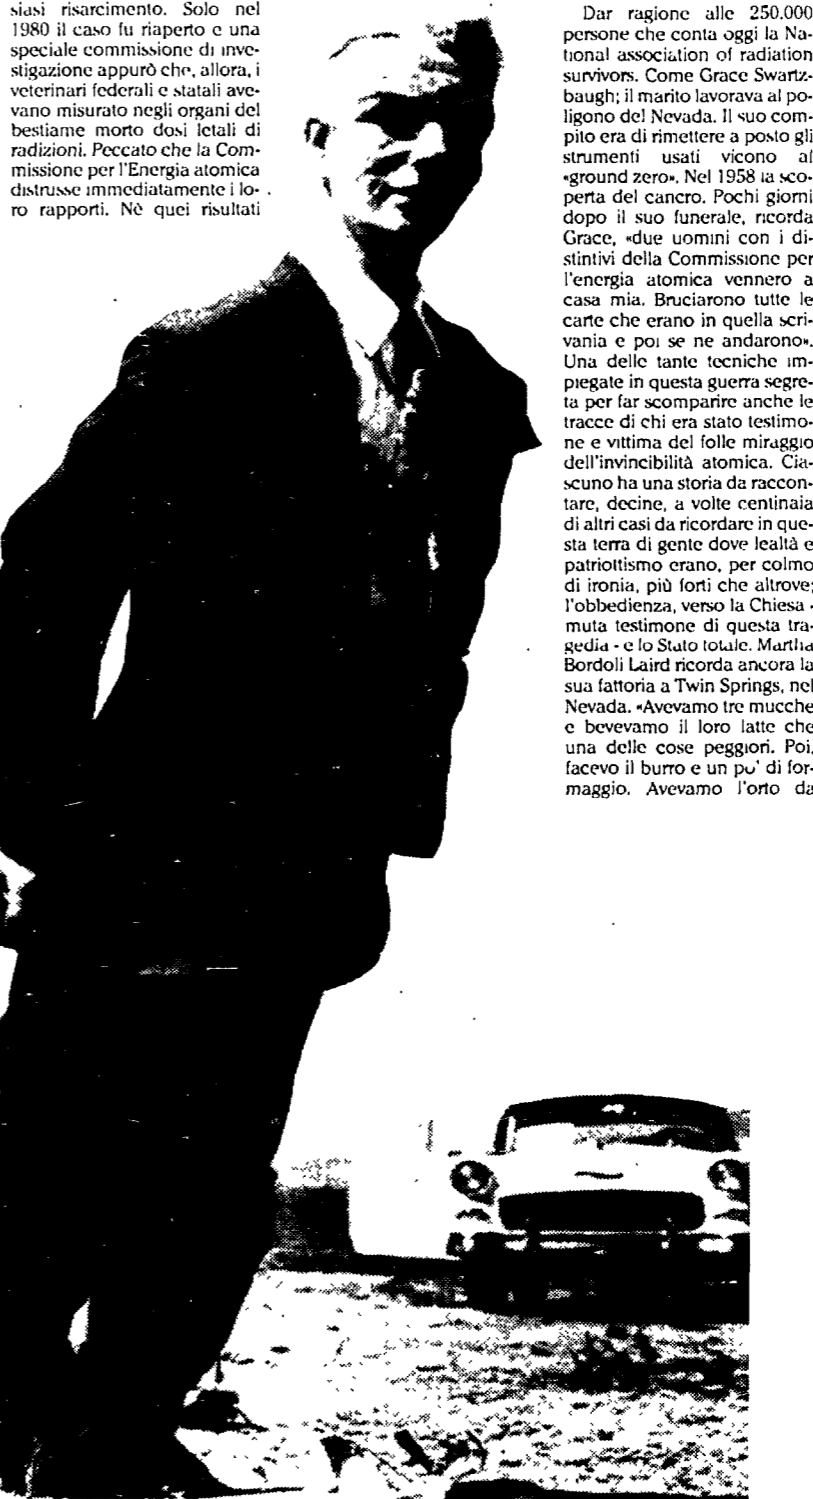 siasi risarcimento. Solo nel
1980 il caso fu riaperto e una
speciale commissione di inve-
stigazione appurò che, allora, i
veterinari federali e statali ave-
vano misurato negli organi del
bestiame morto dosi letali di
radizioni. Peccato che la Com-
missione per l'Energia atomica
distrusse immediatamente i lo-
ro rapporti. Nè quei risultati
Dar ragione alle 250.000
persone che conta oggi la Na-
tional association of radiation
survivors. Come Grace Swartz-
baugh; il marito lavorava al po-
ligono del Nevada. Il suo com-
pito era di rimettere a posto gli
strumenti usati vicono al
«ground zero». Nel 1958 la sco-
perta del cancro. Pochi giorni
dopo il suo funerale, ricorda
Grace, «due uomini con i di-
stintivi della Commissione per
l'energia atomica vennero a
casa mia. Bruciarono tutte le
carte che erano in quella scri-
vania e poi se ne andarono».
Una delle tante tecniche im-
piegate in questa guerra segre-
ta per far scomparire anche le
tracce di chi era stato testimo-
ne e vittima del folle miraggio
dell'invincibilità atomica. Cia-
scuno ha una storia da raccon-
tare, decine, a volte centinaia
di altri casi da ricordare in que-
sta terra di gente dove lealtà e
patriottismo erano, per colmo
di ironia, più forti che altrove;
l'obbedienza, verso la Chiesa -
muta testimone di questa tra-
gedia - e lo Stato totale. Martha
Bordoli Laird ricorda ancora la
sua fattoria a Twin Springs, nel
Nevada. «Avevamo tre mucche
e bevevamo il loro latte che
una delle cose peggiori. Poi,
facevo il burro e un po' di for-
maggio. Avevamo l'orto da